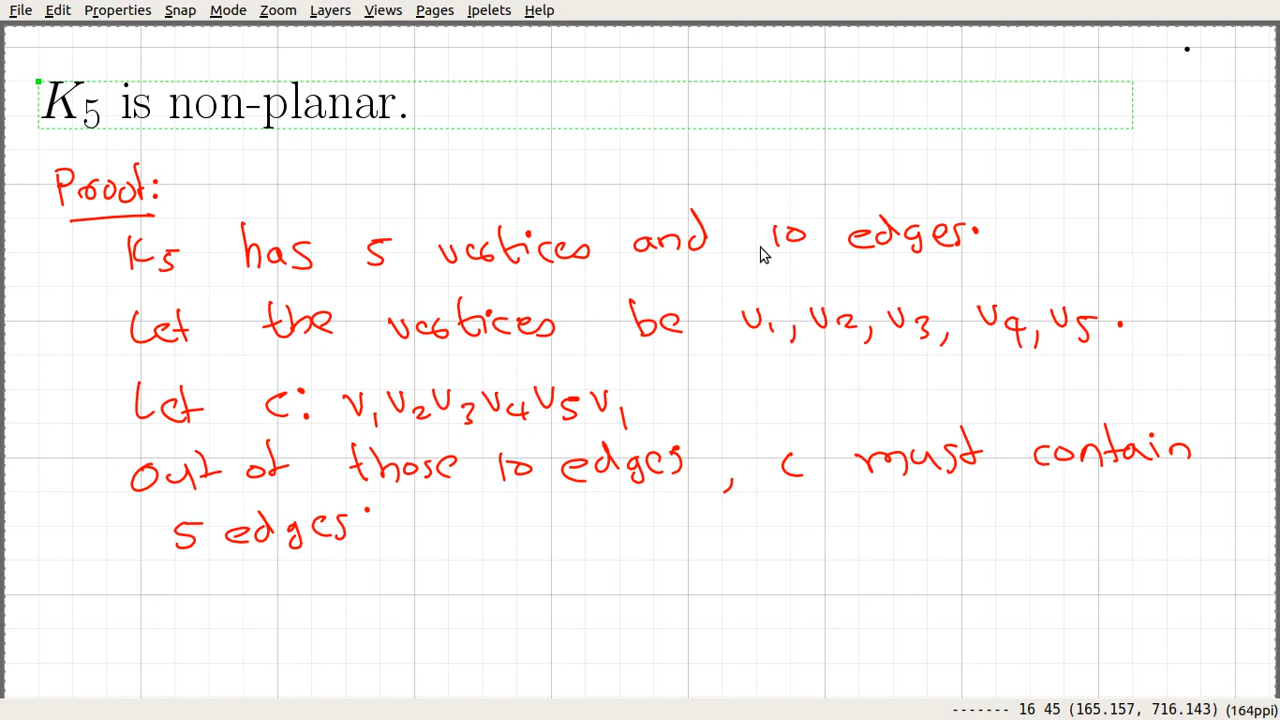 File Edit Properties Snap Mode Zoom Layers Views Pages Ipelets Help
K₅ is non-planar.
Proof:
K₅ has 5 vertices and 10 edges.
Let the vertices be v₁, v₂, v₃, v₄, v₅.
Let C: v₁v₂v₃v₄v₅v₁
Out of those 10 edges, C must contain
5 edges.
------- 16 45 (165.157, 716.143) (164ppi)